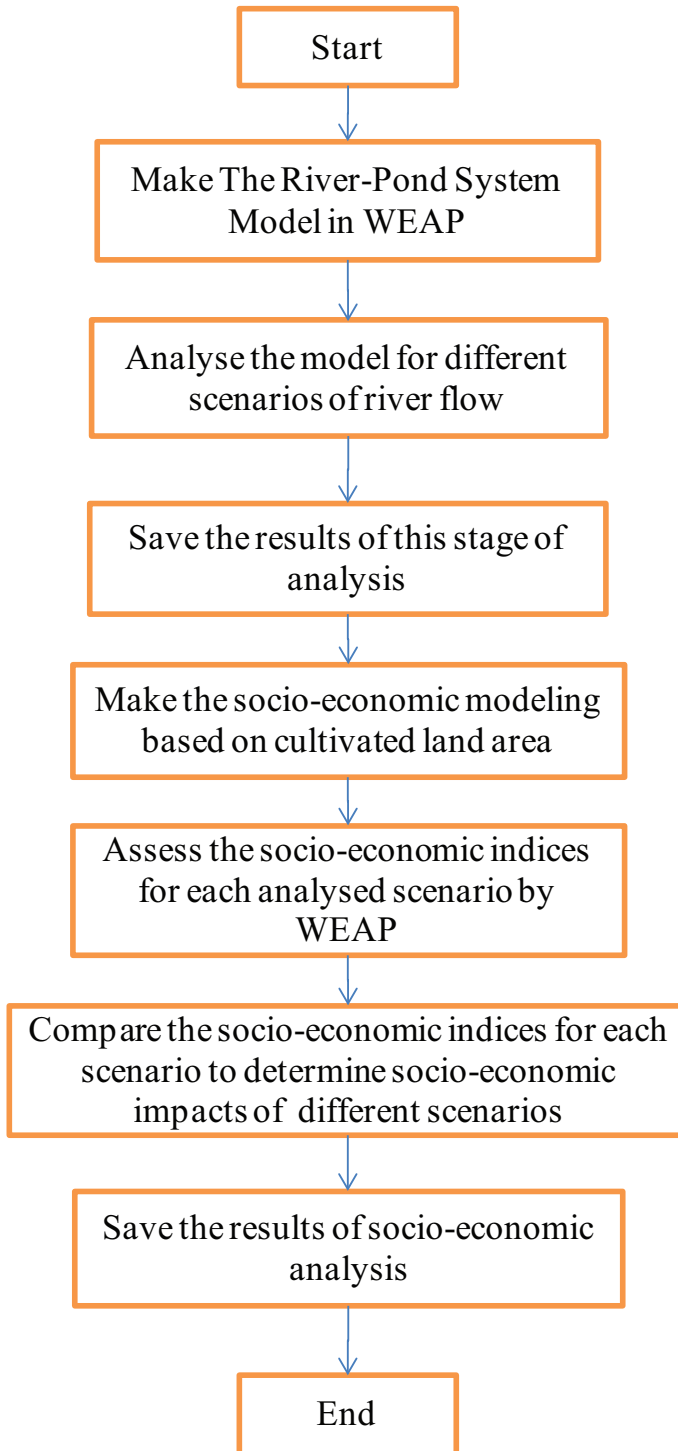 Start
Make The River-Pond System
Model in WEAP
Analyse the model for different
scenarios of river flow
Save the results of this stage of
analysis
Make the socio-economic modeling
based on cultivated land area
Assess the socio-economic indices
for each analysed scenario by
WEAP
Compare the socio-economic indices for each
scenario to determine socio-economic
impacts of different scenarios
Save the results of socio-economic
analysis
End